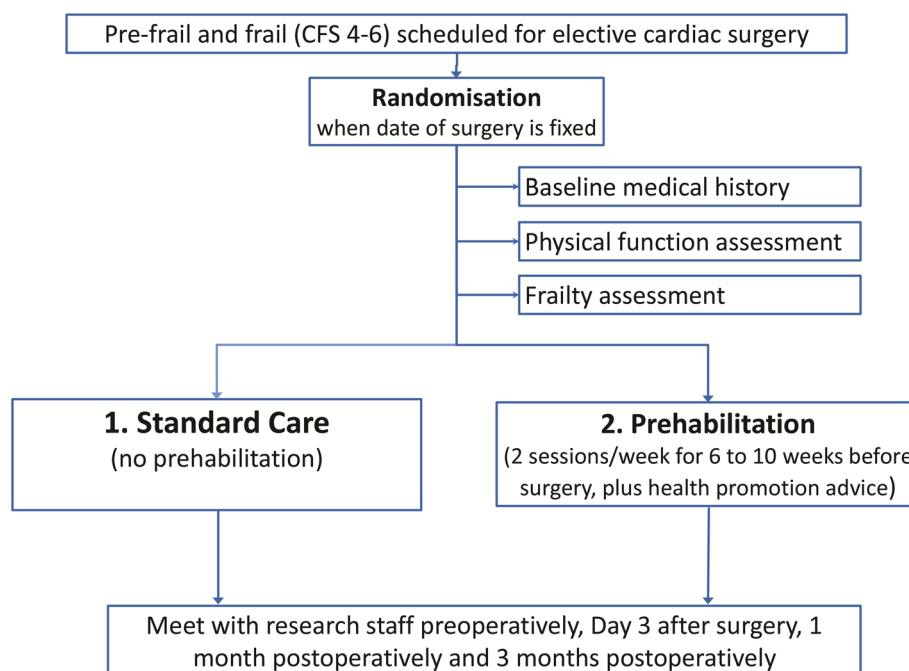 Pre-frail and frail (CFS 4-6) scheduled for elective cardiac surgery
Randomisation
when date of surgery is fixed
Baseline medical history
Physical function assessment
Frailty assessment
1. Standard Care
(no prehabilitation)
2. Prehabilitation
(2 sessions/week for 6 to 10 weeks before
surgery, plus health promotion advice)
Meet with research staff preoperatively, Day 3 after surgery, 1
month postoperatively and 3 months postoperatively